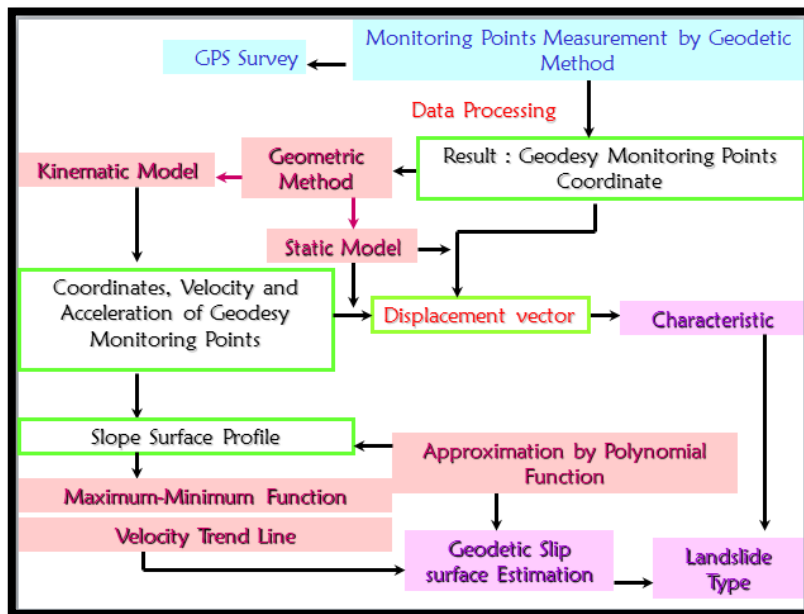 Monitoring Points Measurement by Geodetic
Method
GPS Survey
Data Processing
Result : Geodesy Monitoring Points
Coordinate
Geometric
Method
Kinematic Model
Static Model
Coordinates, Velocity and
Acceleration of Geodesy
Monitoring Points
Displacement vector
Characteristic
Slope Surface Profile
Approximation by Polynomial
Function
Maximum-Minimum Function
Velocity Trend Line
Geodetic Slip
surface Estimation
Landslide
Type